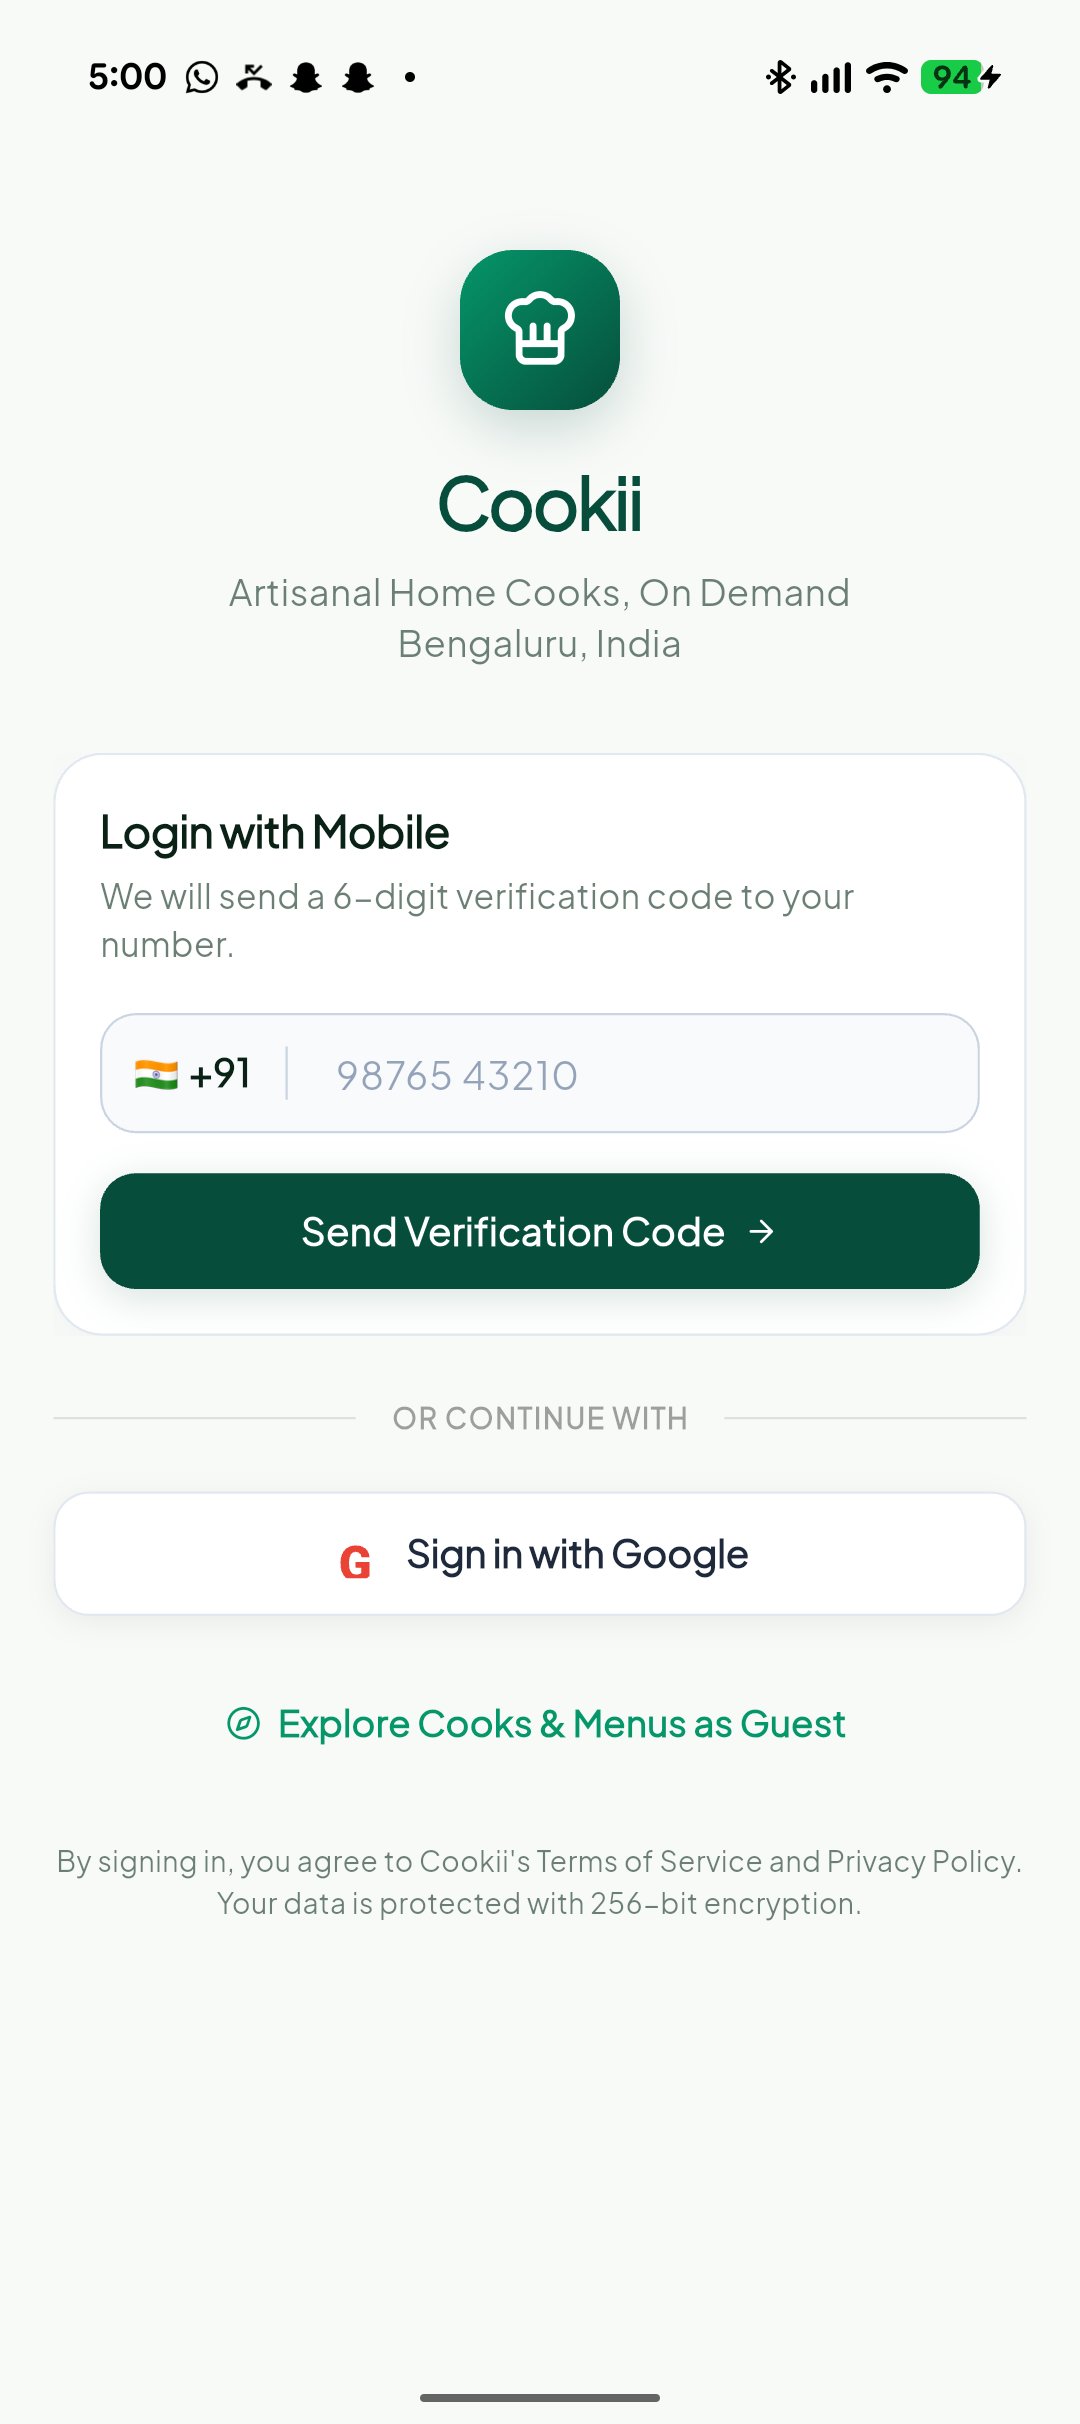 5:00
94
Cookii
Artisanal Home Cooks, On Demand
Bengaluru, India
Login with Mobile
We will send a 6-digit verification code to your
number.
🇮🇳 +91 98765 43210
Send Verification Code →
OR CONTINUE WITH
G Sign in with Google
Explore Cooks & Menus as Guest
By signing in, you agree to Cookii's Terms of Service and Privacy Policy.
Your data is protected with 256-bit encryption.